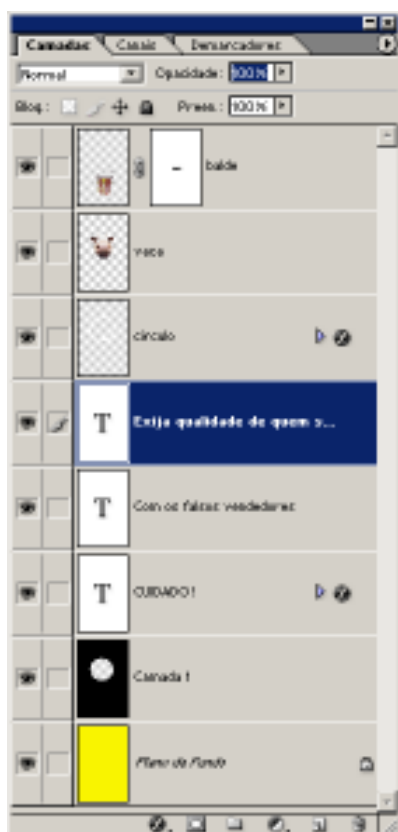 Camadas Canais Demarcadores
Normal Opacidade: 100%
Bloq.: Preen.: 100%
balde
vaca
círculo
T Exija qualidade de quem s...
T Com os falsos vendedores
T CUIDADO!
Camada 1
Plano de Fundo